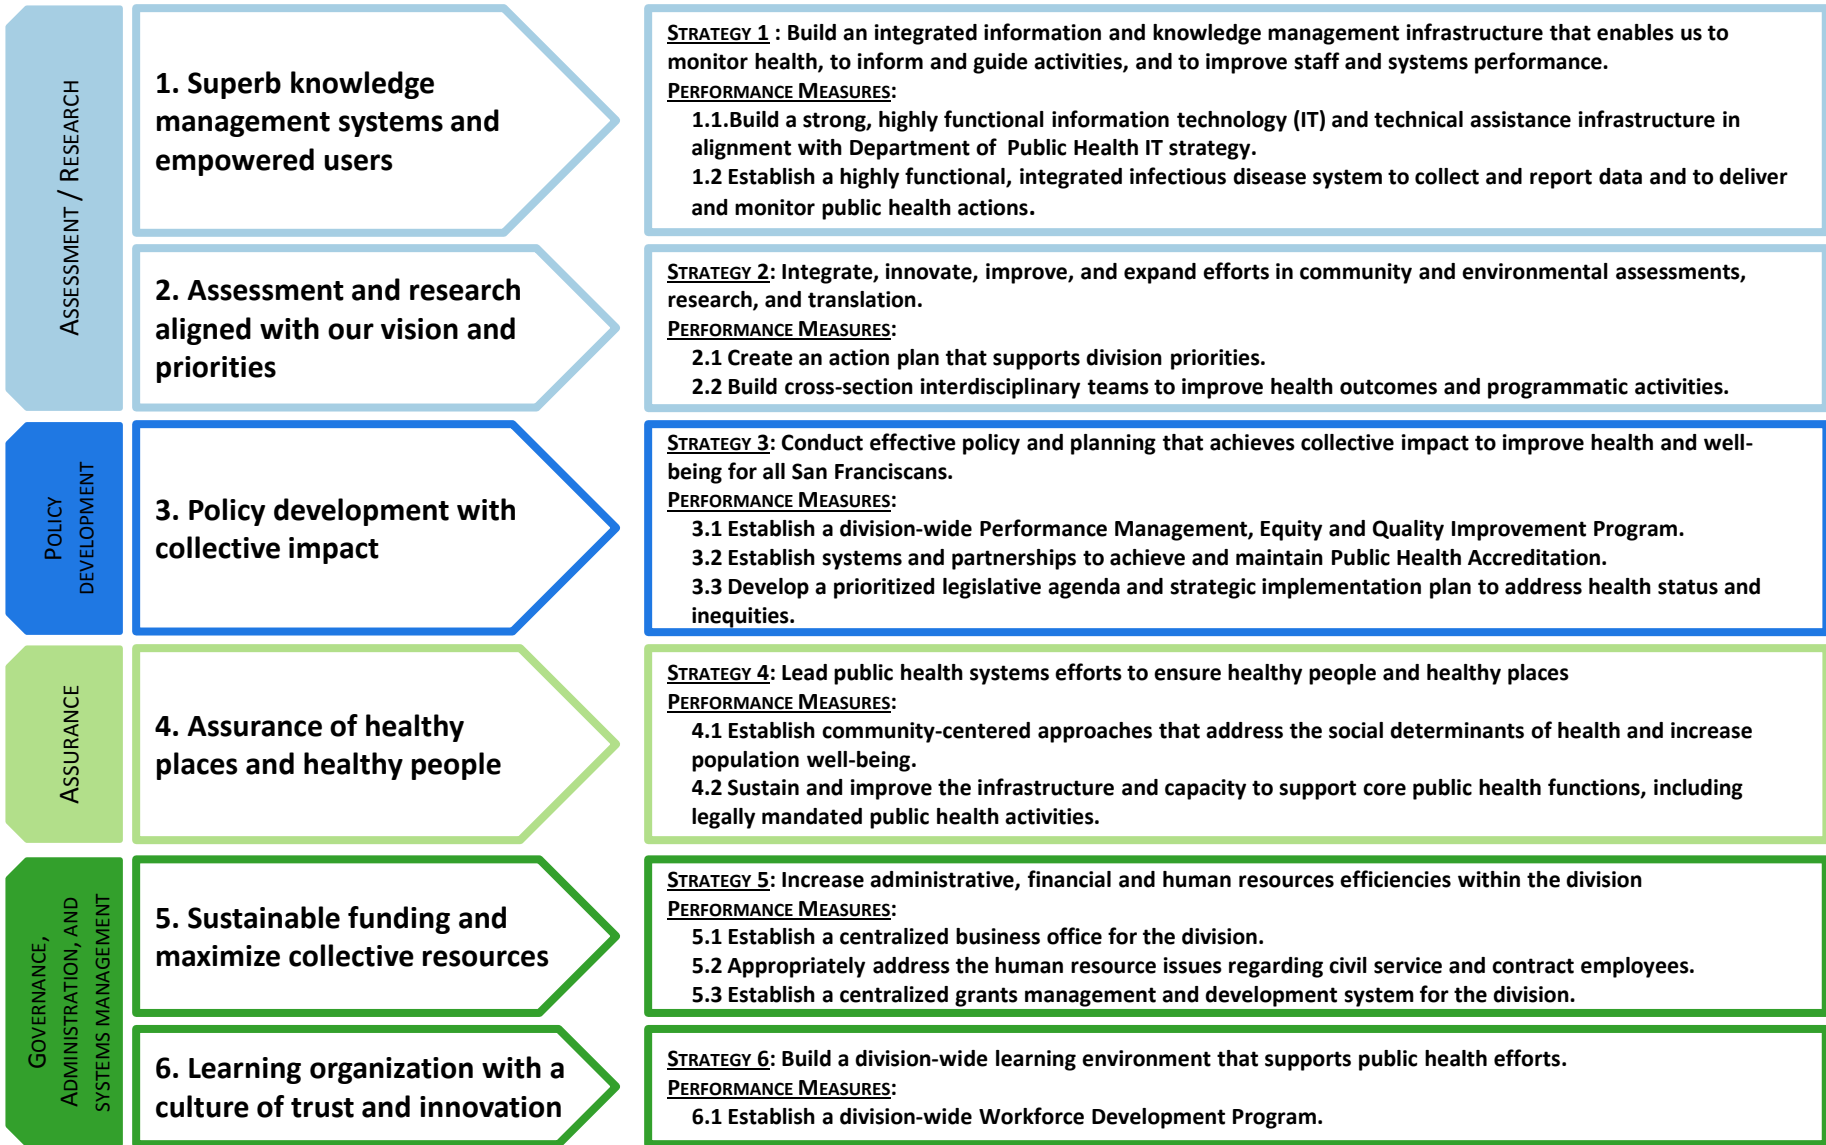 ASSESSMENT / RESEARCH
1. Superb knowledge
management systems and
empowered users
STRATEGY 1 : Build an integrated information and knowledge management infrastructure that enables us to
monitor health, to inform and guide activities, and to improve staff and systems performance.
PERFORMANCE MEASURES:
1.1.Build a strong, highly functional information technology (IT) and technical assistance infrastructure in
alignment with Department of  Public Health IT strategy.
1.2 Establish a highly functional, integrated infectious disease system to collect and report data and to deliver
and monitor public health actions.
2. Assessment and research
aligned with our vision and
priorities
STRATEGY 2: Integrate, innovate, improve, and expand efforts in community and environmental assessments,
research, and translation.
PERFORMANCE MEASURES:
2.1 Create an action plan that supports division priorities.
2.2 Build cross-section interdisciplinary teams to improve health outcomes and programmatic activities.
POLICY
DEVELOPMENT
3. Policy development with
collective impact
STRATEGY 3: Conduct effective policy and planning that achieves collective impact to improve health and well-
being for all San Franciscans.
PERFORMANCE MEASURES:
3.1 Establish a division-wide Performance Management, Equity and Quality Improvement Program.
3.2 Establish systems and partnerships to achieve and maintain Public Health Accreditation.
3.3 Develop a prioritized legislative agenda and strategic implementation plan to address health status and
inequities.
ASSURANCE
4. Assurance of healthy
places and healthy people
STRATEGY 4: Lead public health systems efforts to ensure healthy people and healthy places
PERFORMANCE MEASURES:
4.1 Establish community-centered approaches that address the social determinants of health and increase
population well-being.
4.2 Sustain and improve the infrastructure and capacity to support core public health functions, including
legally mandated public health activities.
GOVERNANCE,
ADMINISTRATION, AND
SYSTEMS MANAGEMENT
5. Sustainable funding and
maximize collective resources
STRATEGY 5: Increase administrative, financial and human resources efficiencies within the division
PERFORMANCE MEASURES:
5.1 Establish a centralized business office for the division.
5.2 Appropriately address the human resource issues regarding civil service and contract employees.
5.3 Establish a centralized grants management and development system for the division.
6. Learning organization with a
culture of trust and innovation
STRATEGY 6: Build a division-wide learning environment that supports public health efforts.
PERFORMANCE MEASURES:
6.1 Establish a division-wide Workforce Development Program.